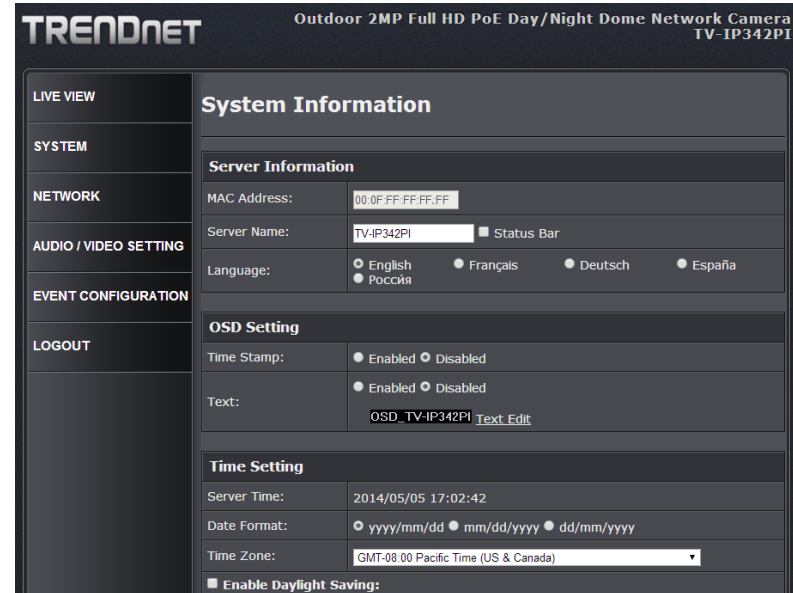 TRENDNET
Outdoor 2MP Full HD PoE Day/Night Dome Network Camera
TV-IP342PI
LIVE VIEW
SYSTEM
NETWORK
AUDIO / VIDEO SETTING
EVENT CONFIGURATION
LOGOUT
System Information
Server Information
MAC Address: 00:0F:FF:FF:FF:FF
Server Name: TV-IP342PI Status Bar
Language: English Français Deutsch España
Россия
OSD Setting
Time Stamp: Enabled Disabled
Text: Enabled Disabled
OSD_TV-IP342PI Text Edit
Time Setting
Server Time: 2014/05/05 17:02:42
Date Format: yyyy/mm/dd mm/dd/yyyy dd/mm/yyyy
Time Zone: GMT-08:00 Pacific Time (US & Canada)
Enable Daylight Saving: